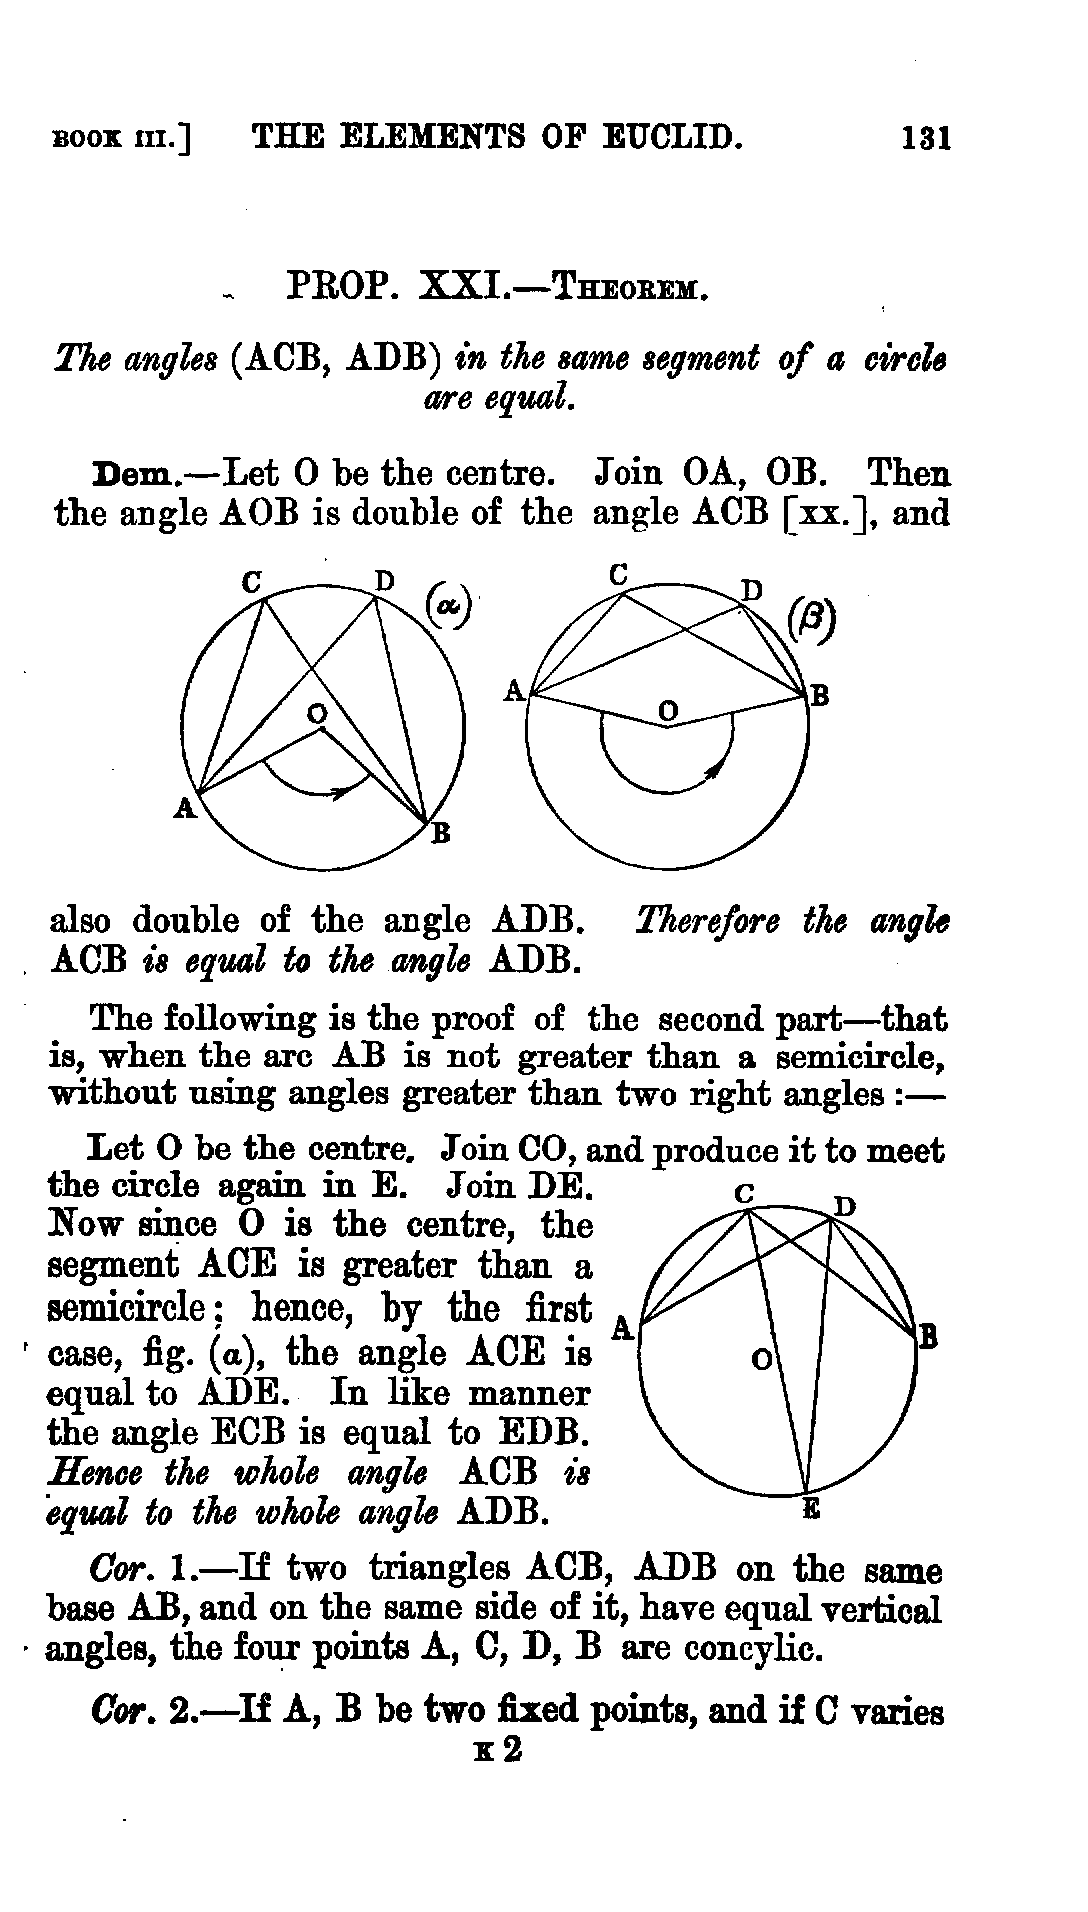 BOOK III.] THE ELEMENTS OF EUCLID. 131
PROP. XXI.—THEOREM.
The angles (ACB, ADB) in the same segment of a circle
are equal.
Dem.—Let O be the centre. Join OA, OB. Then
the angle AOB is double of the angle ACB [xx.], and
C D (α) C D (β)
A O B A O B
also double of the angle ADB. Therefore the angle
ACB is equal to the angle ADB.
The following is the proof of the second part—that
is, when the arc AB is not greater than a semicircle,
without using angles greater than two right angles :—
Let O be the centre. Join CO, and produce it to meet
the circle again in E. Join DE.
Now since O is the centre, the
segment ACE is greater than a
semicircle; hence, by the first
case, fig. (α), the angle ACE is
equal to ADE. In like manner
the angle ECB is equal to EDB.
Hence the whole angle ACB is
equal to the whole angle ADB.
C D
A B
O
E
Cor. 1.—If two triangles ACB, ADB on the same
base AB, and on the same side of it, have equal vertical
angles, the four points A, C, D, B are concylic.
Cor. 2.—If A, B be two fixed points, and if C varies
K 2